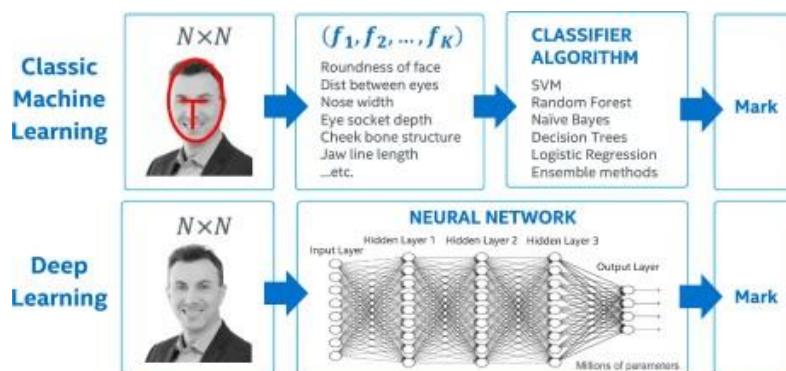 Classic
Machine
Learning
N×N
(f1, f2, ..., fK)
Roundness of face
Dist between eyes
Nose width
Eye socket depth
Cheek bone structure
Jaw line length
...etc.
CLASSIFIER
ALGORITHM
SVM
Random Forest
Naïve Bayes
Decision Trees
Logistic Regression
Ensemble methods
Mark
Deep
Learning
N×N
NEURAL NETWORK
Input Layer
Hidden Layer 1
Hidden Layer 2
Hidden Layer 3
Output Layer
Millions of parameters
Mark